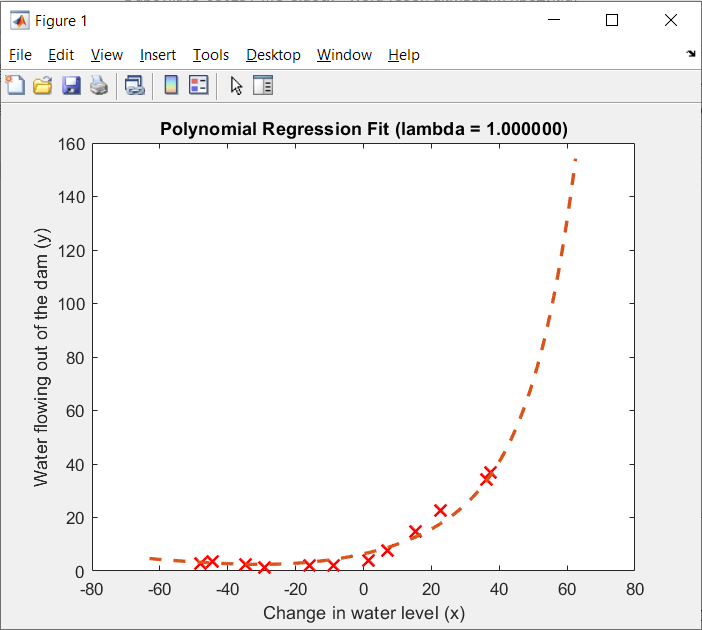 Figure 1
File Edit View Insert Tools Desktop Window Help
Polynomial Regression Fit (lambda = 1.000000)
160
140
120
100
80
60
40
20
0
Water flowing out of the dam (y)
-80 -60 -40 -20 0 20 40 60 80
Change in water level (x)